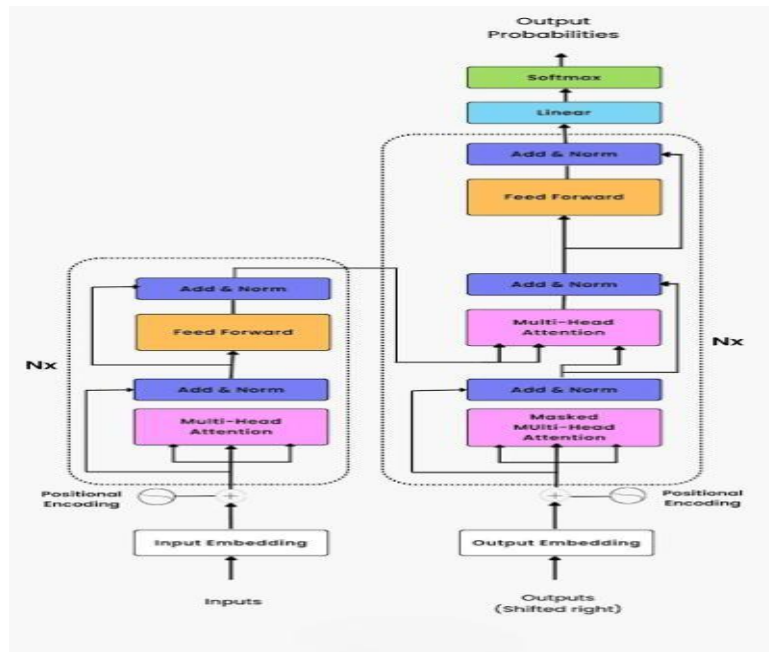 Output
Probabilities
Softmax
Linear
Add & Norm
Feed Forward
Add & Norm
Multi-Head
Attention
Nx
Add & Norm
Masked
MUlti-Head
Attention
Positional
Encoding
Output Embedding
Outputs
(Shifted right)
Add & Norm
Feed Forward
Nx
Add & Norm
Multi-Head
Attention
Positional
Encoding
Input Embedding
Inputs